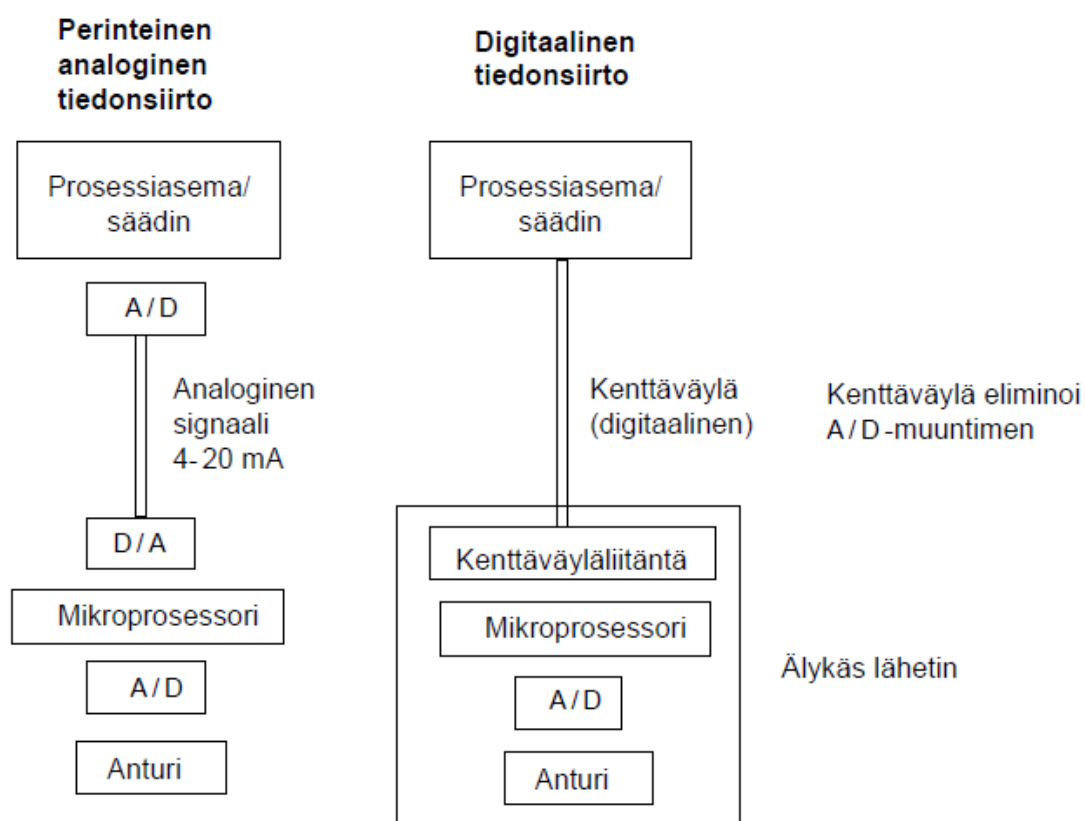 Perinteinen
analoginen
tiedonsiirto
Prosessiasema/
säädin
A/D
Analoginen
signaali
4-20 mA
D/A
Mikroprosessori
A/D
Anturi
Digitaalinen
tiedonsiirto
Prosessiasema/
säädin
Kenttäväylä
(digitaalinen)
Kenttäväyläliitäntä
Mikroprosessori
A/D
Anturi
Kenttäväylä eliminoi
A/D-muuntimen
Älykäs lähetin